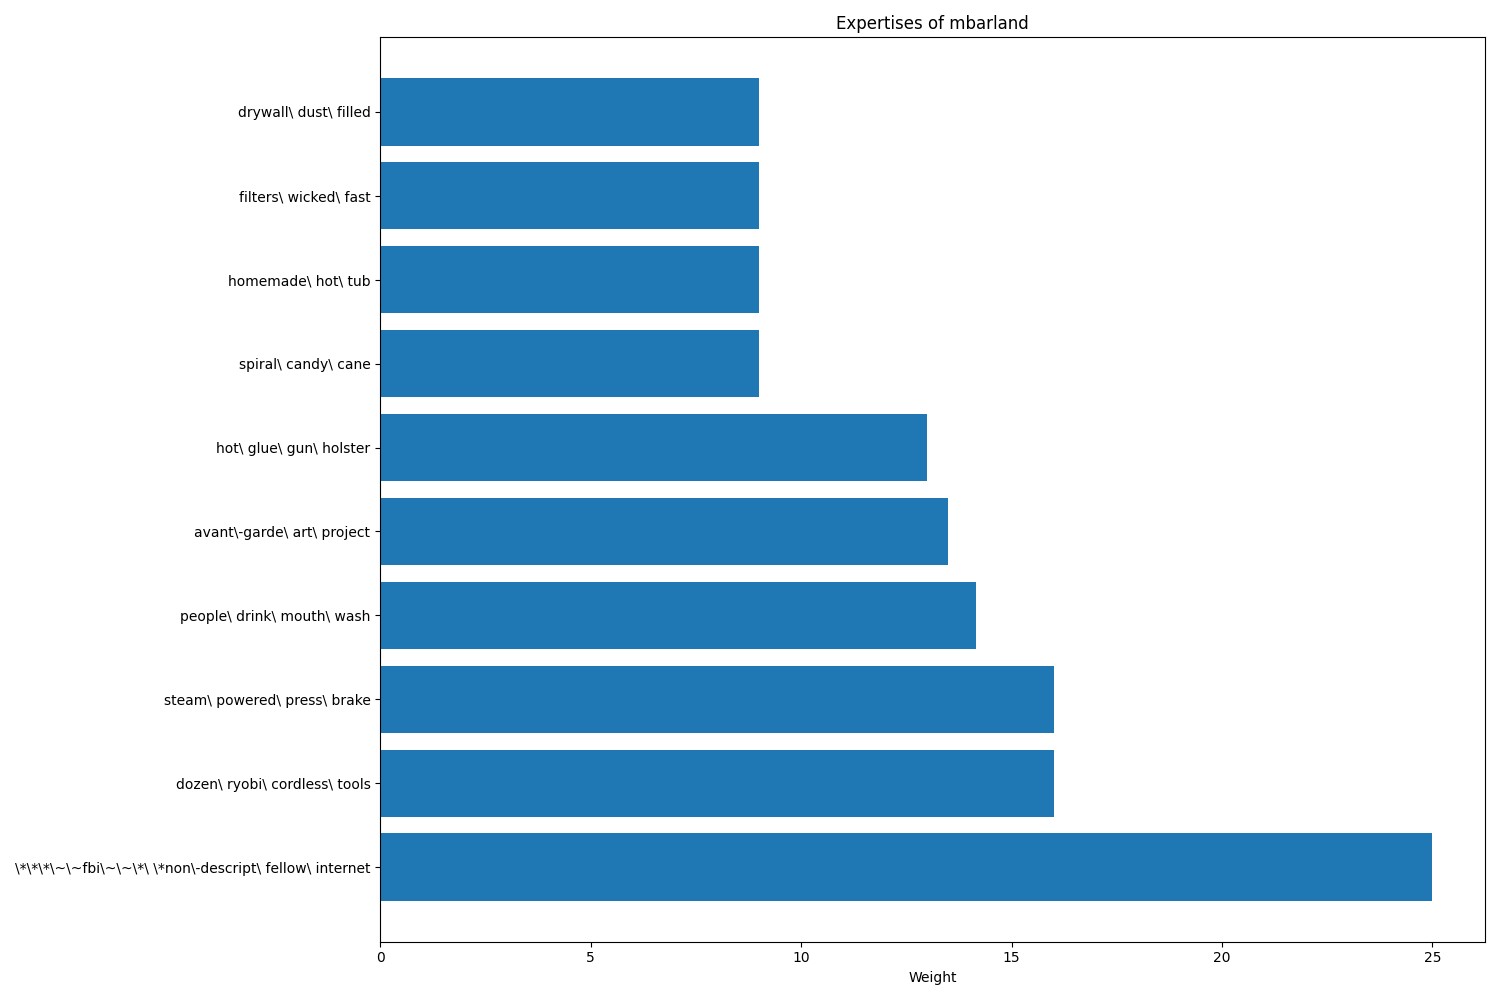 Expertises of mbarland
drywall\ dust\ filled
filters\ wicked\ fast
homemade\ hot\ tub
spiral\ candy\ cane
hot\ glue\ gun\ holster
avant\-garde\ art\ project
people\ drink\ mouth\ wash
steam\ powered\ press\ brake
dozen\ ryobi\ cordless\ tools
\*\*\*\~\~fbi\~\~\*\ \*non\-descript\ fellow\ internet
0 5 10 15 20 25
Weight